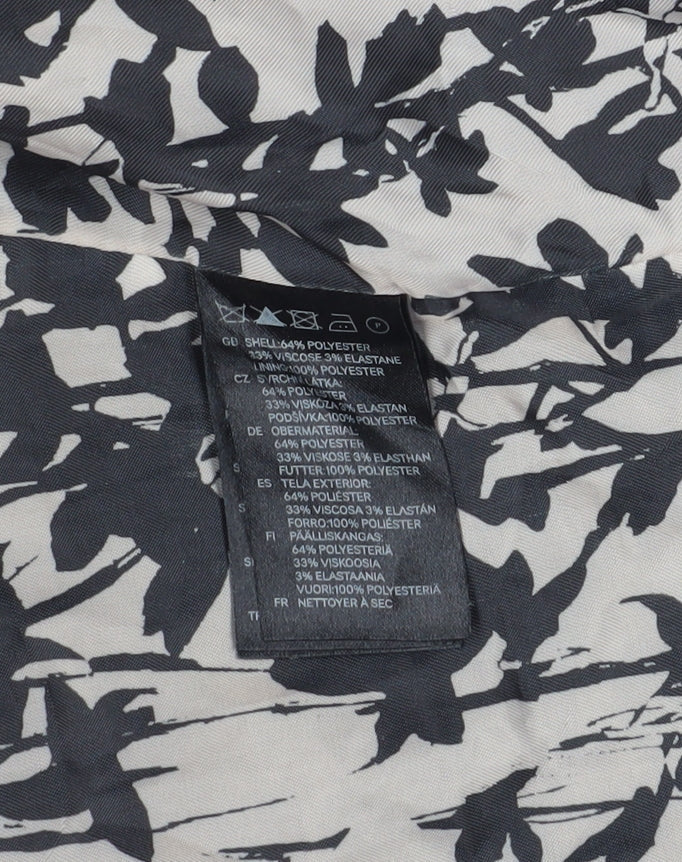 P
GB SHELL:64% POLYESTER
33% VISCOSE 3% ELASTANE
LINING:100% POLYESTER
CZ SVRCHNÍ LÁTKA:
64% POLYESTER
33% VISKÓZA 3% ELASTAN
PODŠÍVKA:100% POLYESTER
DE OBERMATERIAL:
64% POLYESTER
33% VISKOSE 3% ELASTHAN
FUTTER:100% POLYESTER
ES TELA EXTERIOR:
64% POLIÉSTER
33% VISCOSA 3% ELASTÁN
FORRO:100% POLIÉSTER
FI PÄÄLLISKANGAS:
64% POLYESTERIÄ
33% VISKOOSIA
3% ELASTAANIA
VUORI:100% POLYESTERIÄ
FR NETTOYER À SEC